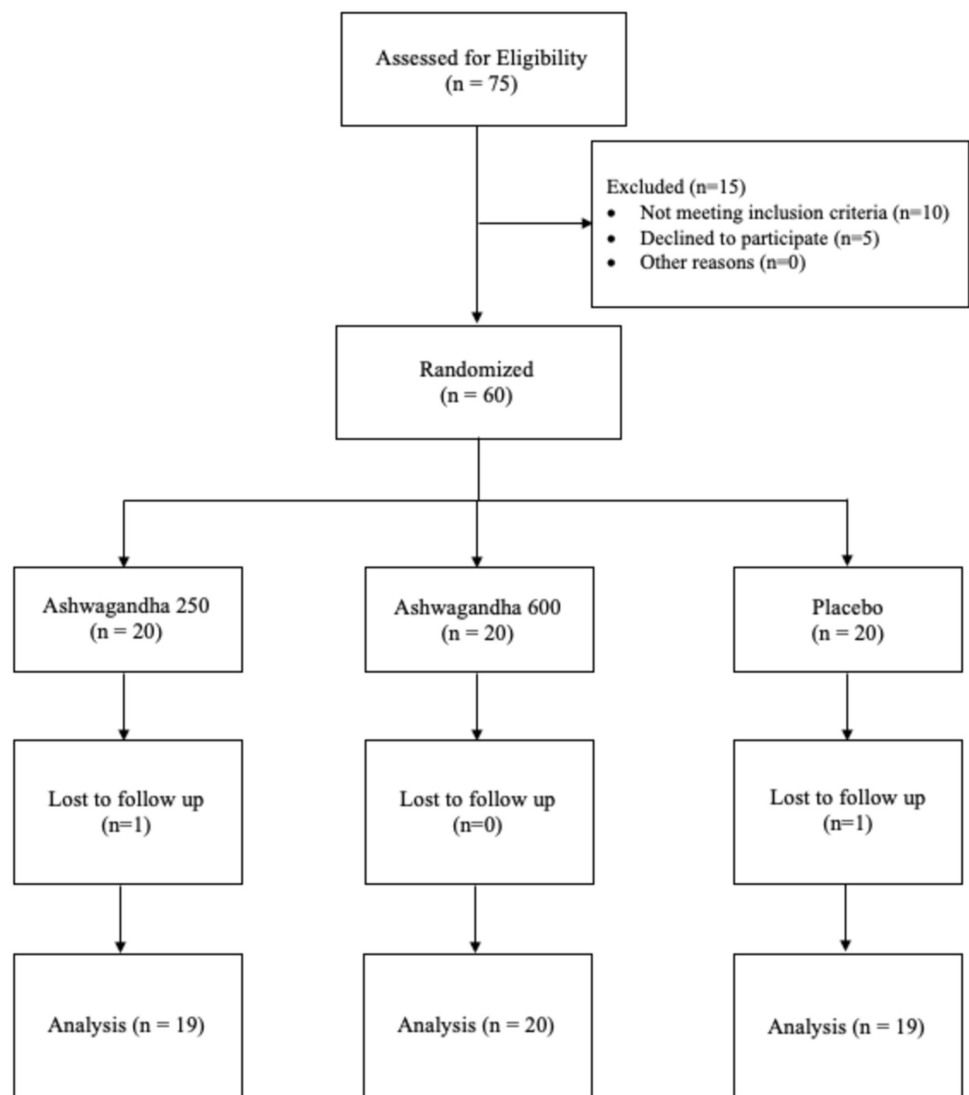 Assessed for Eligibility
(n = 75)
Excluded (n=15)
• Not meeting inclusion criteria (n=10)
• Declined to participate (n=5)
• Other reasons (n=0)
Randomized
(n = 60)
Ashwagandha 250
(n = 20)
Ashwagandha 600
(n = 20)
Placebo
(n = 20)
Lost to follow up
(n=1)
Lost to follow up
(n=0)
Lost to follow up
(n=1)
Analysis (n = 19)
Analysis (n = 20)
Analysis (n = 19)